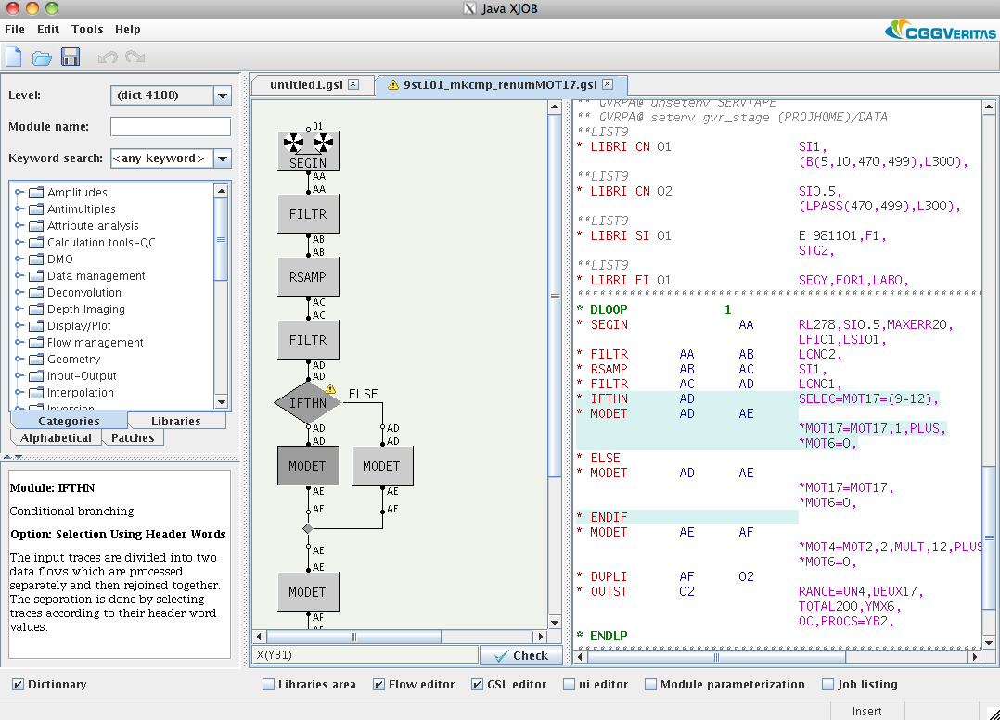 Java XJOB
File Edit Tools Help
CGGVERITAS
Level: (dict 4100)
Module name:
Keyword search: <any keyword>
Amplitudes
Antimultiples
Attribute analysis
Calculation tools-QC
DMO
Data management
Deconvolution
Depth Imaging
Display/Plot
Flow management
Geometry
Input-Output
Interpolation
Inversion
Categories Libraries
Alphabetical Patches
Module: IFTHN
Conditional branching
Option: Selection Using Header Words
The input traces are divided into two
data flows which are processed
separately and then rejoined together.
The separation is done by selecting
traces according to their header word
values.
untitled1.gsl 9st101_mkcmp_renumMOT17.gsl
01
SEGIN
AA
AA
FILTR
AB
AB
RSAMP
AC
AC
FILTR
AD
AD
IFTHN ELSE
AD AD
AD AD
MODET MODET
AE AE
AE AE
AE
AE
MODET
AF
AF
X(YB1) Check
** GVRPA@ unsetenv SERVTAPE
** GVRPA@ setenv gvr_stage (PROJHOME)/DATA
**LIST9
* LIBRI CN 01 SI1,
(B(5,10,470,499),L300),
**LIST9
* LIBRI CN 02 SI0.5,
(LPASS(470,499),L300),
**LIST9
* LIBRI SI 01 E 981101,F1,
STG2,
**LIST9
* LIBRI FI 01 SEGY,FOR1,LABO,
* DLOOP 1
* SEGIN AA RL278,SI0.5,MAXERR20,
LFI01,LSI01,
* FILTR AA AB LCN02,
* RSAMP AB AC SI1,
* FILTR AC AD LCN01,
* IFTHN AD SELEC=MOT17=(9-12),
* MODET AD AE
*MOT17=MOT17,1,PLUS,
*MOT6=0,
* ELSE
* MODET AD AE
*MOT17=MOT17,
*MOT6=0,
* ENDIF
* MODET AE AF
*MOT4=MOT2,2,MULT,12,PLUS
*MOT6=0,
* DUPLI AF 02
* OUTST 02 RANGE=UN4,DEUX17,
TOTAL200,YMX6,
OC,PROCS=YB2,
* ENDLP
Dictionary Libraries area Flow editor GSL editor ui editor Module parameterization Job listing
Insert